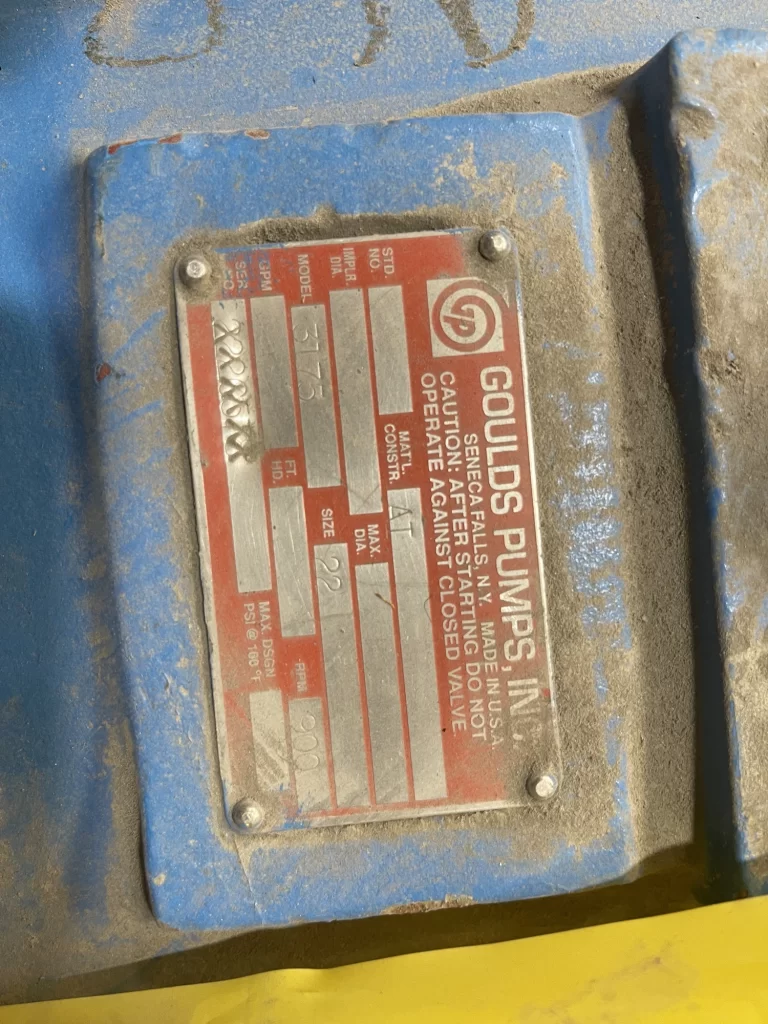 GP
GOULDS PUMPS, INC.
SENECA FALLS, N.Y. MADE IN U.S.A.
CAUTION: AFTER STARTING DO NOT
OPERATE AGAINST CLOSED VALVE
STD. NO. MAT'L. CONSTR. AT
IMPLR. DIA. MAX. DIA.
MODEL 3175 SIZE 22
GPM FT. HD. RPM 900
SER. NO. MAX. DSGN PSI @ 100 °F